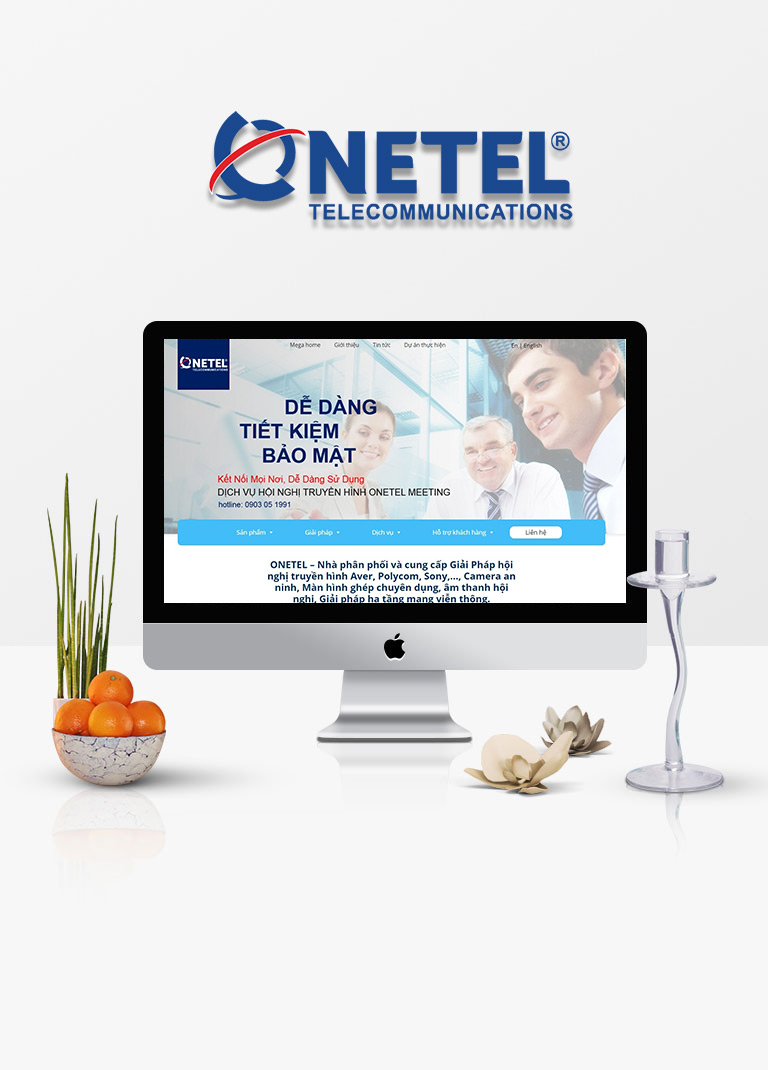 ONETEL®
TELECOMMUNICATIONS
ONETEL
TELECOMMUNICATIONS
Mega home Giới thiệu Tin tức Dự án thực hiện En | English
DỄ DÀNG
TIẾT KIỆM
BẢO MẬT
Kết Nối Mọi Nơi, Dễ Dàng Sử Dụng
DỊCH VỤ HỘI NGHỊ TRUYỀN HÌNH ONETEL MEETING
hotline: 0903 05 1991
Sản phẩm Giải pháp Dịch vụ Hỗ trợ khách hàng Liên hệ
ONETEL – Nhà phân phối và cung cấp Giải Pháp hội
nghị truyền hình Aver, Polycom, Sony,..., Camera an
ninh, Màn hình ghép chuyên dụng, âm thanh hội
nghị, Giải pháp hạ tầng mạng viễn thông.